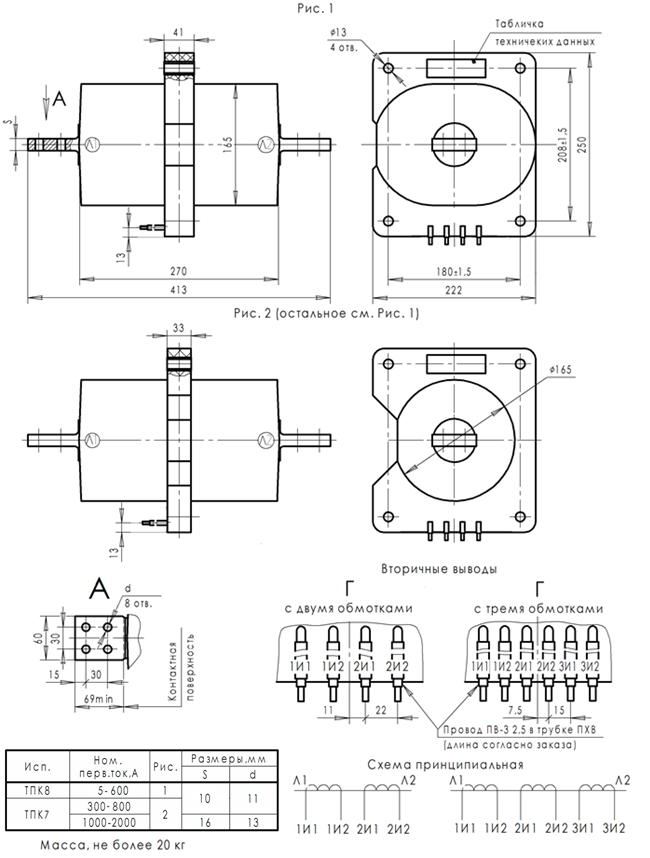 Рис. 1
41
ø13
4 отв.
Табличка
техничеких данных
S
А
165
208±1,5
250
13
270
413
180±1,5
222
Рис. 2 (остальное см. Рис. 1)
33
ø165
13
Вторичные выводы
А
d
8 отв.
60
30
15
30
69min
Контактная
поверхность
Г
с двумя обмотками
1И1 1И2 2И1 2И2
11
22
Г
с тремя обмотками
1И1 1И2 2И1 2И2 3И1 3И2
7.5
15
Провод ПВ-3 2,5 в трубке ПХВ
(длина согласно заказа)
Исп. Ном. перв.ток,А Рис. Размеры,мм
S d
ТПК8 5-600 1 10 11
ТПК7 300-800 2
1000-2000 16 13
Масса, не более 20 кг
Схема принципиальная
Л1 Л2
1И1 1И2 2И1 2И2
Л1 Л2
1И1 1И2 2И1 2И2 3И1 3И2